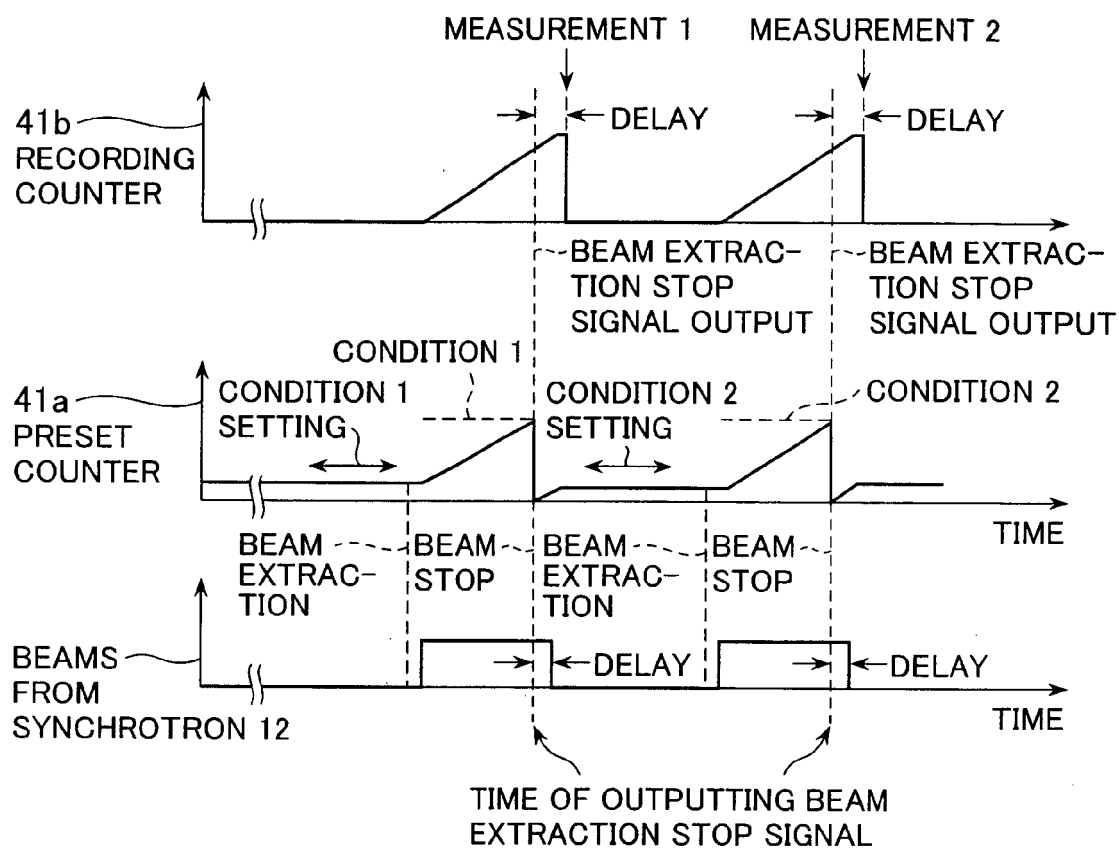 MEASUREMENT 1
MEASUREMENT 2
41b
RECORDING
COUNTER
DELAY
DELAY
BEAM EXTRAC-
TION STOP
SIGNAL OUTPUT
BEAM EXTRAC-
TION STOP
SIGNAL OUTPUT
CONDITION 1
41a
PRESET
COUNTER
CONDITION 1
SETTING
CONDITION 2
SETTING
CONDITION 2
TIME
BEAM
EXTRAC-
TION
BEAM
STOP
BEAM
EXTRAC-
TION
BEAM
STOP
BEAMS
FROM
SYNCHROTRON 12
DELAY
DELAY
TIME
TIME OF OUTPUTTING BEAM
EXTRACTION STOP SIGNAL